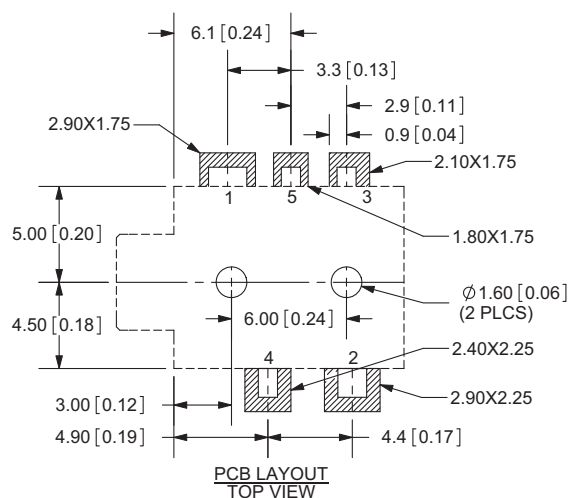 6.1 [0.24]
3.3 [0.13]
2.9 [0.11]
0.9 [0.04]
2.90X1.75
2.10X1.75
1 5 3
1.80X1.75
5.00 [0.20]
4.50 [0.18]
6.00 [0.24]
Ø1.60 [0.06]
(2 PLCS)
4 2
2.40X2.25
2.90X2.25
3.00 [0.12]
4.90 [0.19]
4.4 [0.17]
PCB LAYOUT
TOP VIEW